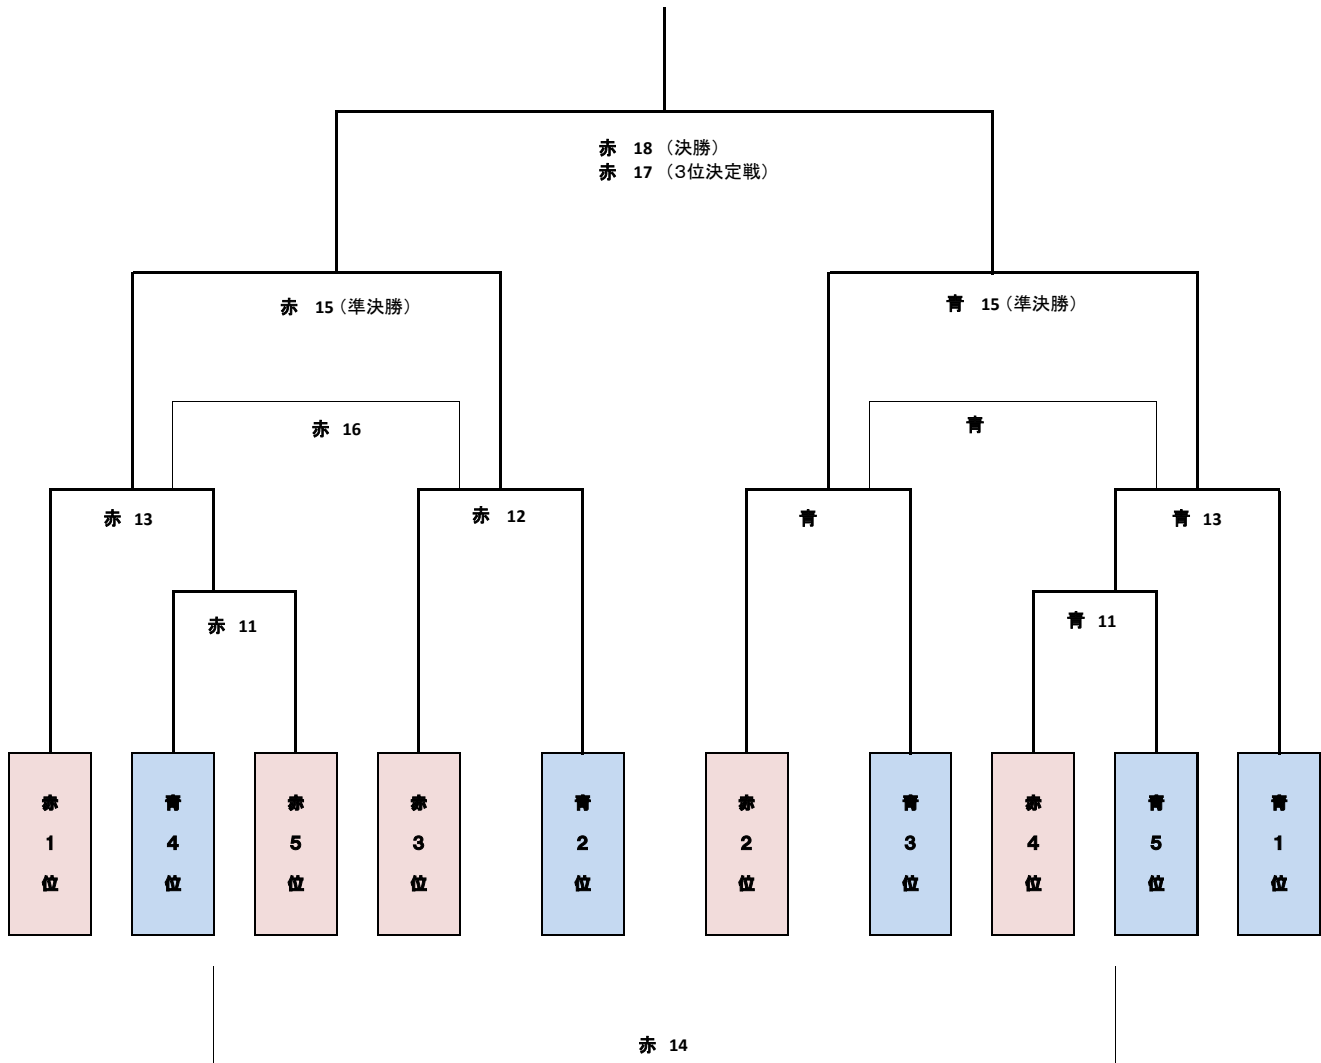 赤 18 （決勝）
赤 17 （３位決定戦）
赤 15（準決勝）
青 15（準決勝）
赤 16
青
赤 13
赤 12
青
青 13
赤 11
青 11
赤1位
青4位
赤5位
赤3位
青2位
赤2位
青3位
赤4位
青5位
青1位
赤 14